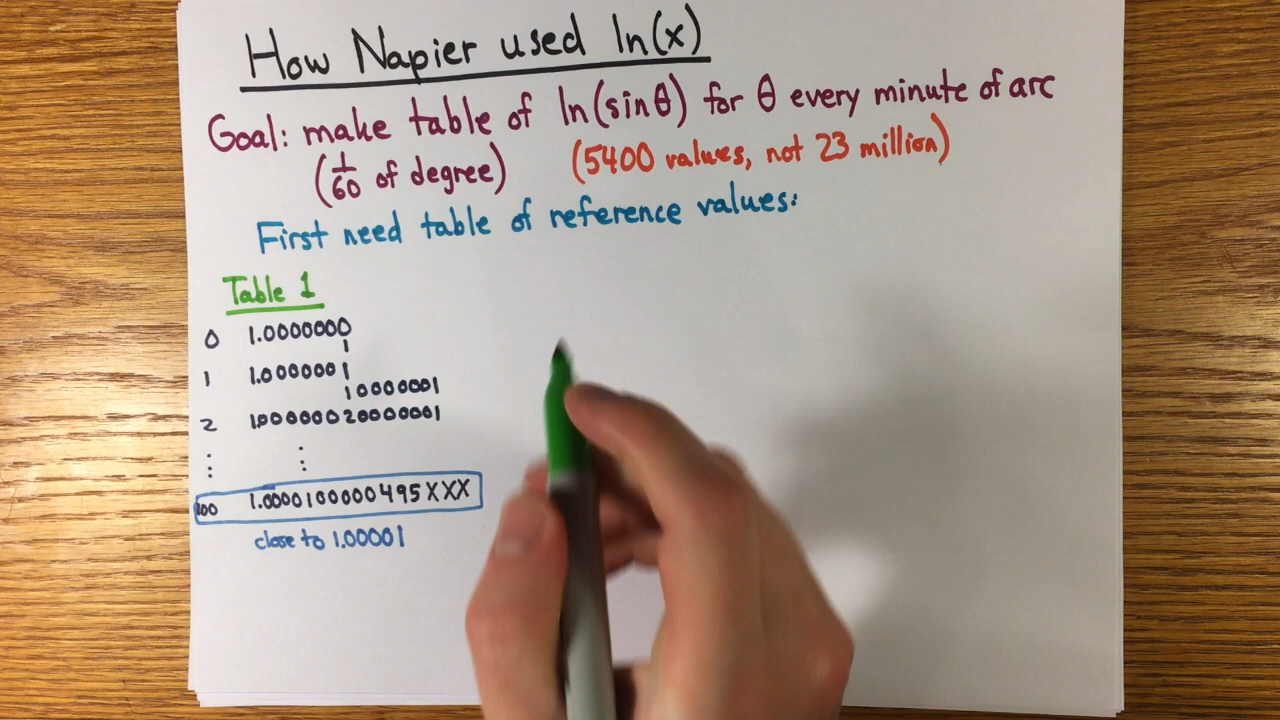 How Napier used ln(x)
Goal: make table of ln(sinθ) for θ every minute of arc
(1/60 of degree) (5400 values, not 23 million)
First need table of reference values:
Table 1
0 1.0000000
1
1 1.0000001
10000001
2 1.00000020000001
⋮ ⋮
100 1.0000100000495XXX
close to 1.00001